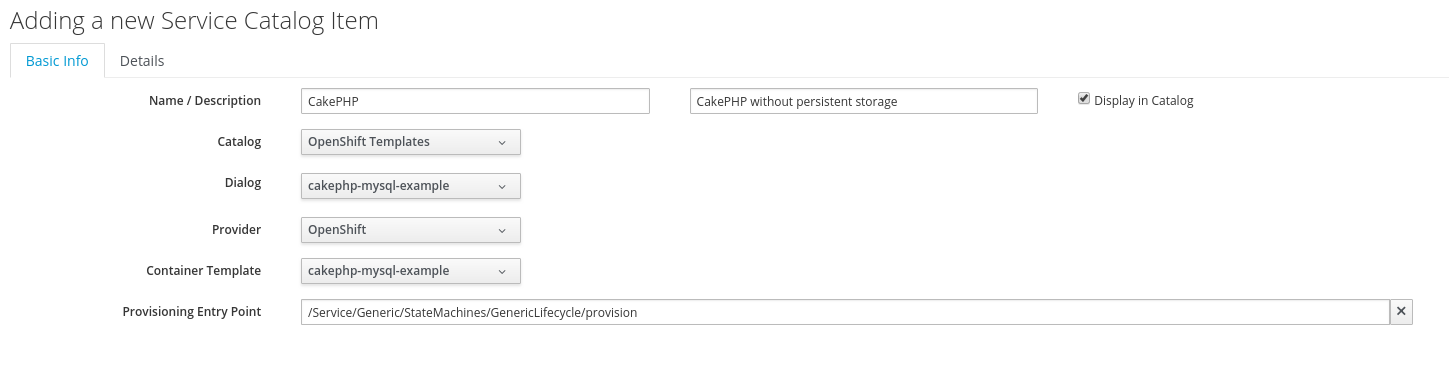 Adding a new Service Catalog Item
Basic Info Details
Name / Description CakePHP CakePHP without persistent storage Display in Catalog
Catalog OpenShift Templates
Dialog cakephp-mysql-example
Provider OpenShift
Container Template cakephp-mysql-example
Provisioning Entry Point /Service/Generic/StateMachines/GenericLifecycle/provision